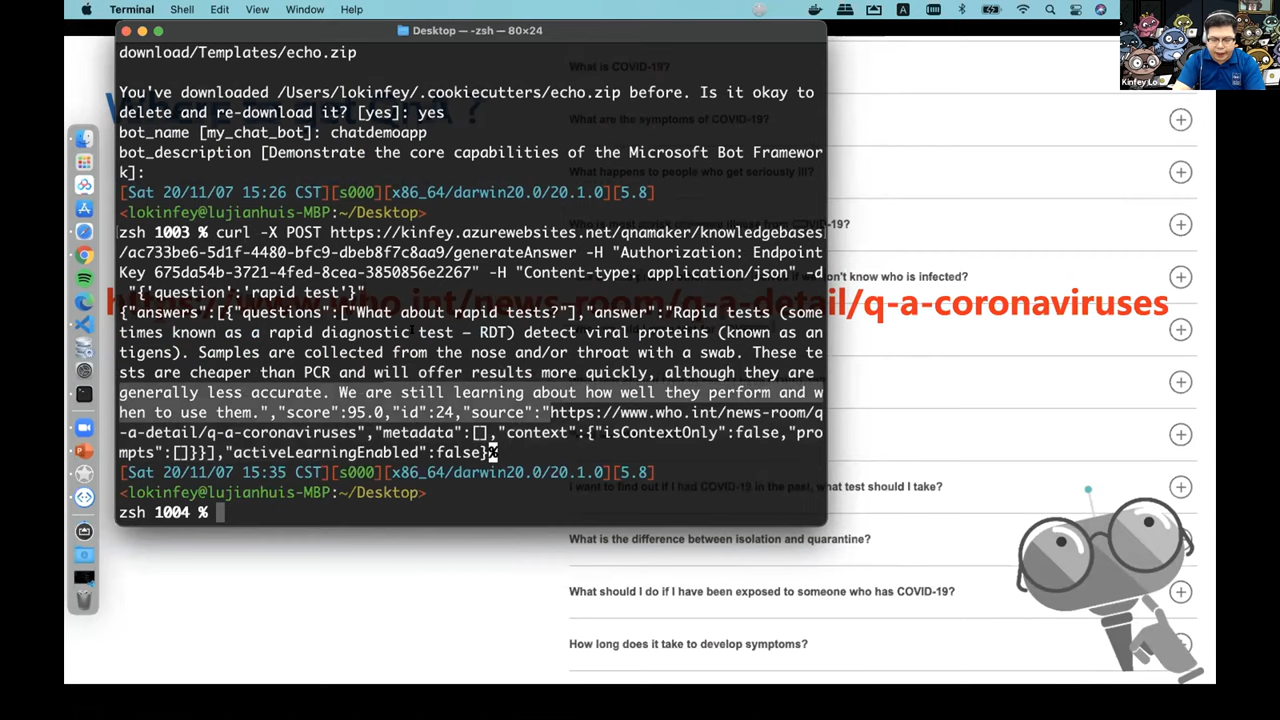 Terminal Shell Edit View Window Help
Desktop — -zsh — 80×24
download/Templates/echo.zip
You've downloaded /Users/lokinfey/.cookiecutters/echo.zip before. Is it okay to
delete and re-download it? [yes]: yes
bot_name [my_chat_bot]: chatdemoapp
bot_description [Demonstrate the core capabilities of the Microsoft Bot Framewor
k]:
[Sat 20/11/07 15:26 CST][s000][x86_64/darwin20.0/20.1.0][5.8]
<lokinfey@lujianhuis-MBP:~/Desktop>
zsh 1003 % curl -X POST https://kinfey.azurewebsites.net/qnamaker/knowledgebases
/ac733be6-5d1f-4480-bfc9-dbeb8f7c8aa9/generateAnswer -H "Authorization: Endpoint
Key 675da54b-3721-4fed-8cea-3850856e2267" -H "Content-type: application/json" -d
"{'question':'rapid test'}"
{"answers":[{"questions":["What about rapid tests?"],"answer":"Rapid tests (some
times known as a rapid diagnostic test – RDT) detect viral proteins (known as an
tigens). Samples are collected from the nose and/or throat with a swab. These te
sts are cheaper than PCR and will offer results more quickly, although they are
generally less accurate. We are still learning about how well they perform and w
hen to use them.","score":95.0,"id":24,"source":"https://www.who.int/news-room/q
-a-detail/q-a-coronaviruses","metadata":[],"context":{"isContextOnly":false,"pro
mpts":[]}}],"activeLearningEnabled":false}%
[Sat 20/11/07 15:35 CST][s000][x86_64/darwin20.0/20.1.0][5.8]
<lokinfey@lujianhuis-MBP:~/Desktop>
zsh 1004 %
What is COVID-19?
What are the symptoms of COVID-19?
What happens to people who get seriously ill?
COVID-19?
don't know who is infected?
/q-a-coronaviruses
I want to find out if I had COVID-19 in the past, what test should I take?
What is the difference between isolation and quarantine?
What should I do if I have been exposed to someone who has COVID-19?
How long does it take to develop symptoms?
Kinfey Lo